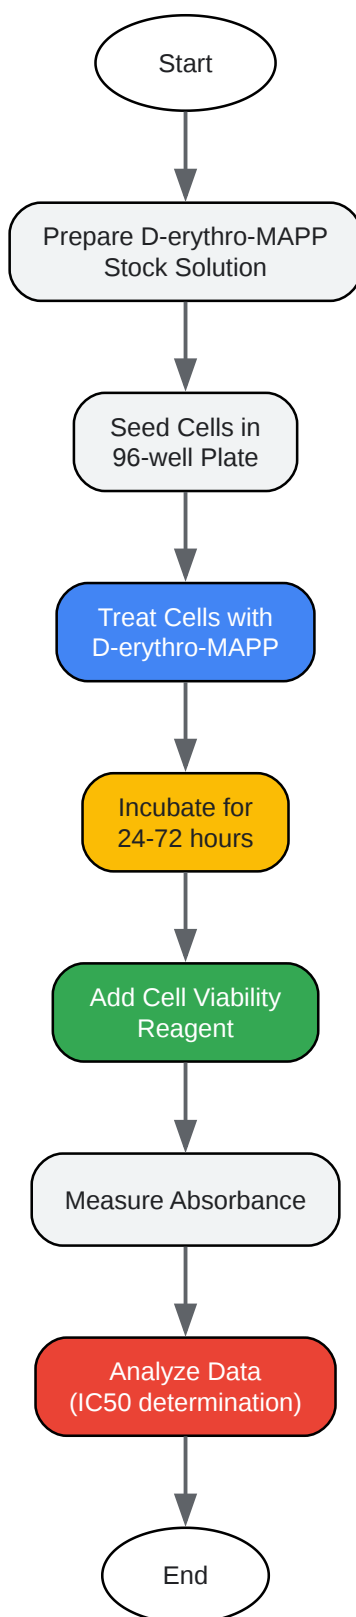 Start
Prepare D-erythro-MAPP
Stock Solution
Seed Cells in
96-well Plate
Treat Cells with
D-erythro-MAPP
Incubate for
24-72 hours
Add Cell Viability
Reagent
Measure Absorbance
Analyze Data
(IC50 determination)
End